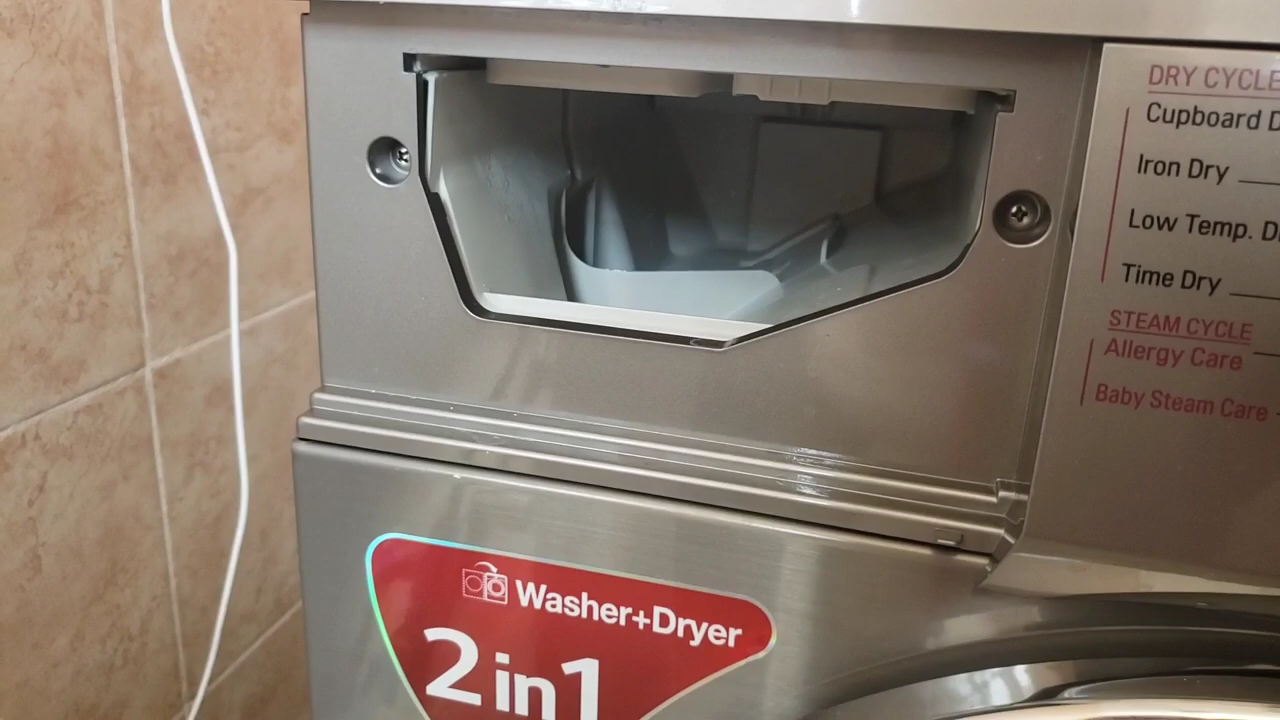 DRY CYCLE
Cupboard D
Iron Dry
Low Temp. D
Time Dry
STEAM CYCLE
Allergy Care
Baby Steam Care
Washer+Dryer
2 in 1